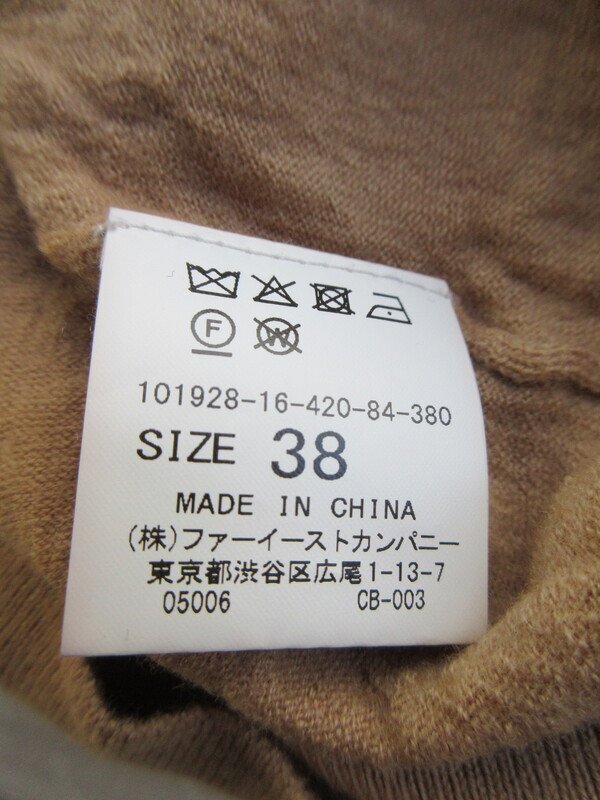 F W
101928-16-420-84-380
SIZE 38
MADE IN CHINA
(株)ファーイーストカンパニー
東京都渋谷区広尾1-13-7
05006 CB-003